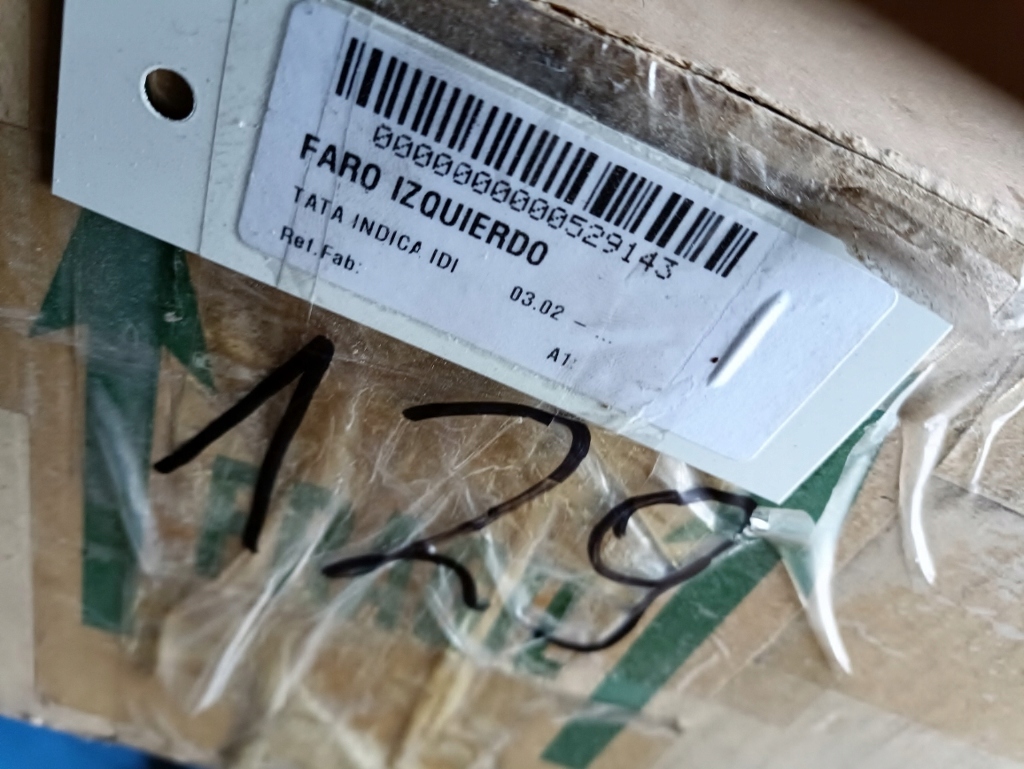 0000000000529143
FARO IZQUIERDO
TATA INDICA IDI
Ref.Fab:
03.02 - ...
A1:
129